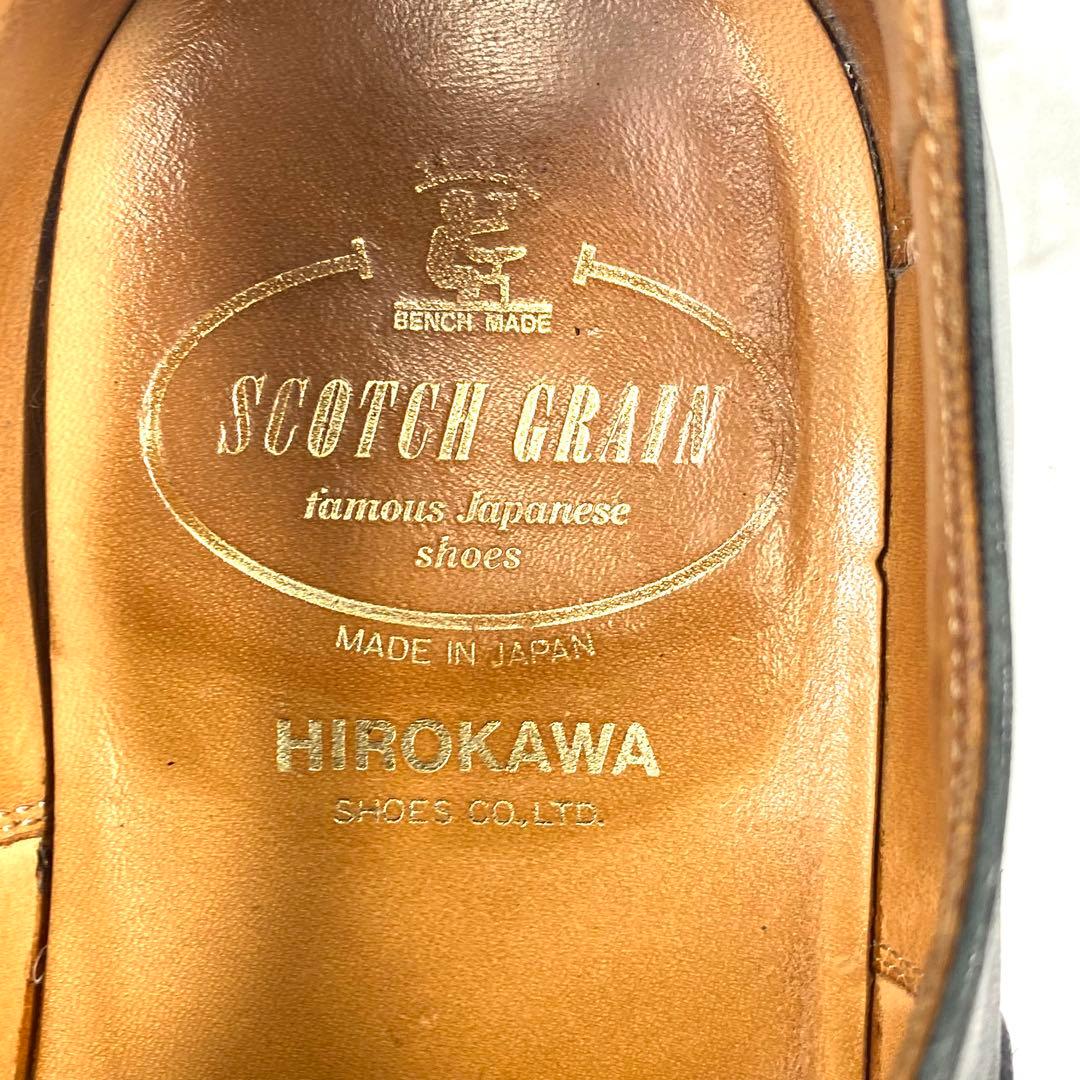 BENCH MADE
SCOTCH GRAIN
famous Japanese
shoes
MADE IN JAPAN
HIROKAWA
SHOES CO.,LTD.